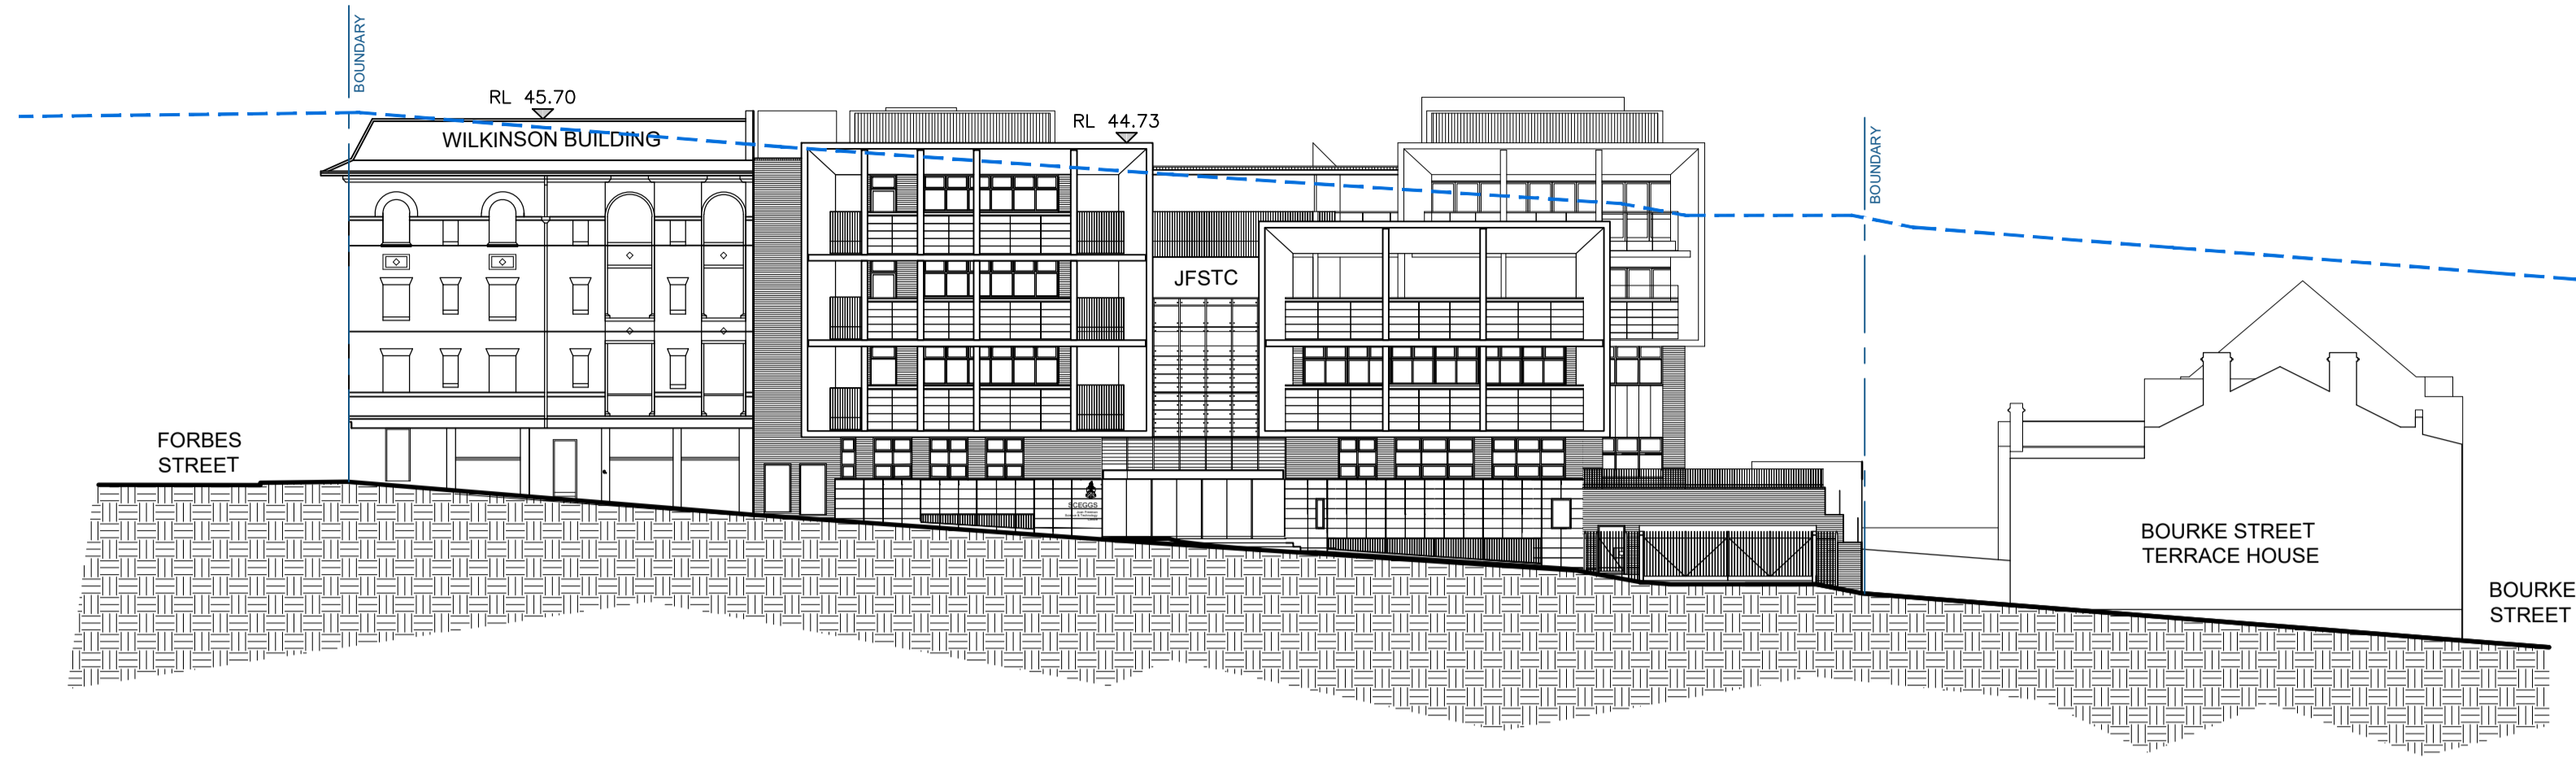 BOUNDARY
RL 45.70
WILKINSON BUILDING
RL 44.73
BOUNDARY
JFSTC
FORBES
STREET
SCEGGS
BOURKE STREET
TERRACE HOUSE
BOURKE
STREET